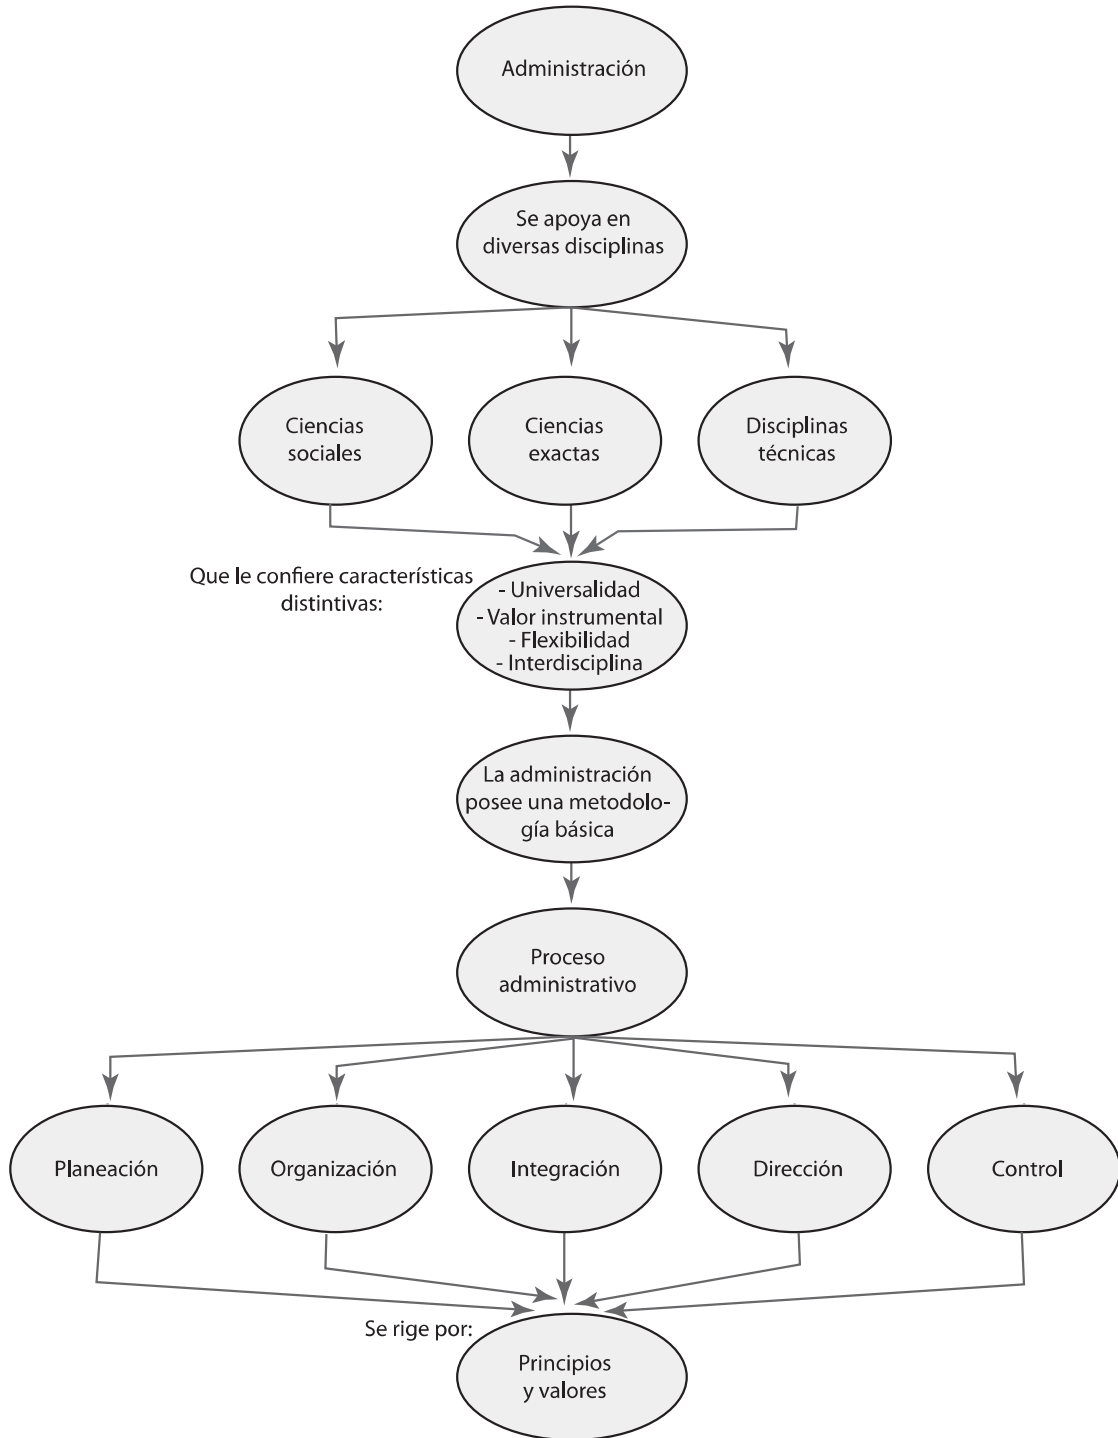 Administración
Se apoya en
diversas disciplinas
Ciencias
sociales
Ciencias
exactas
Disciplinas
técnicas
Que le confiere características
distintivas:
- Universalidad
- Valor instrumental
- Flexibilidad
- Interdisciplina
La administración
posee una metodolo-
gía básica
Proceso
administrativo
Planeación
Organización
Integración
Dirección
Control
Se rige por:
Principios
y valores